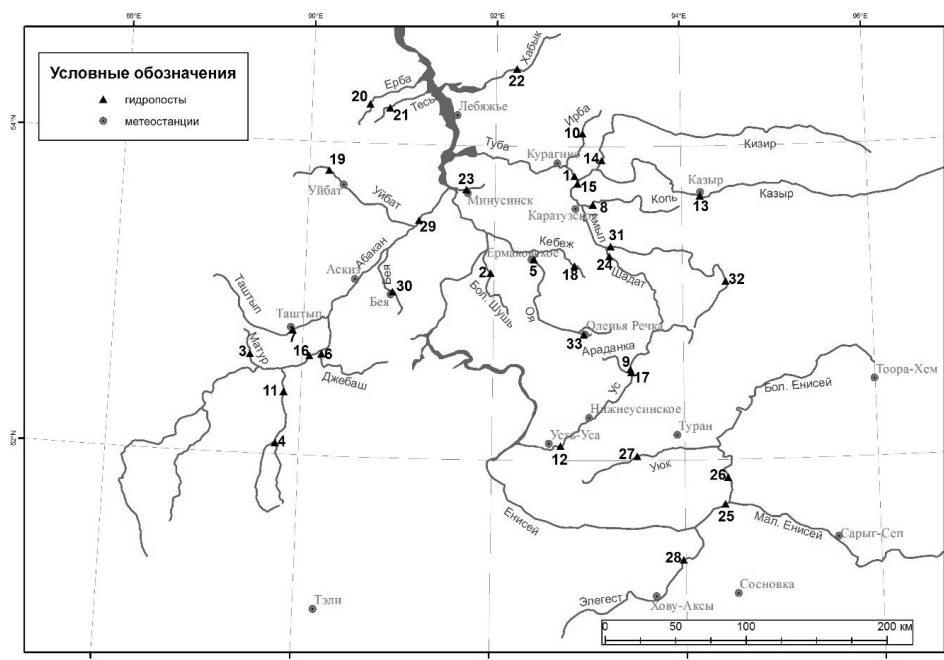 88°E 90°E 92°E 94°E 96°E
Условные обозначения
гидропосты
метеостанции
Хабык
22
Ерба
20
21
Тесь
Лебяжье
54°N
Ирба
10
Кизир
Туба
Курагино
14
1
15
19
Уйбат
Уйбат
23
Минусинск
Казыр
13
Казыр
8
Копь
Каратузское
Амыл
29
31
Абакан
Кебеж
Ермаковское
24
5
18
Шадат
32
2
Аскиз
Бея
30
Бея
Бол. Шушь
Оя
Таштып
Таштып
7
Оленья Речка
33
3
Матур
16
6
Араданка
9
17
Джебаш
Тоора-Хем
11
Ус
Бол. Енисей
Нижнеусинское
Туран
4
52°N
Усть-Уса
12
27
Уюк
26
25
Енисей
Мал. Енисей
Сарыг-Сеп
28
Сосновка
Тэли
Элегест
Хову-Аксы
0 50 100 200 км